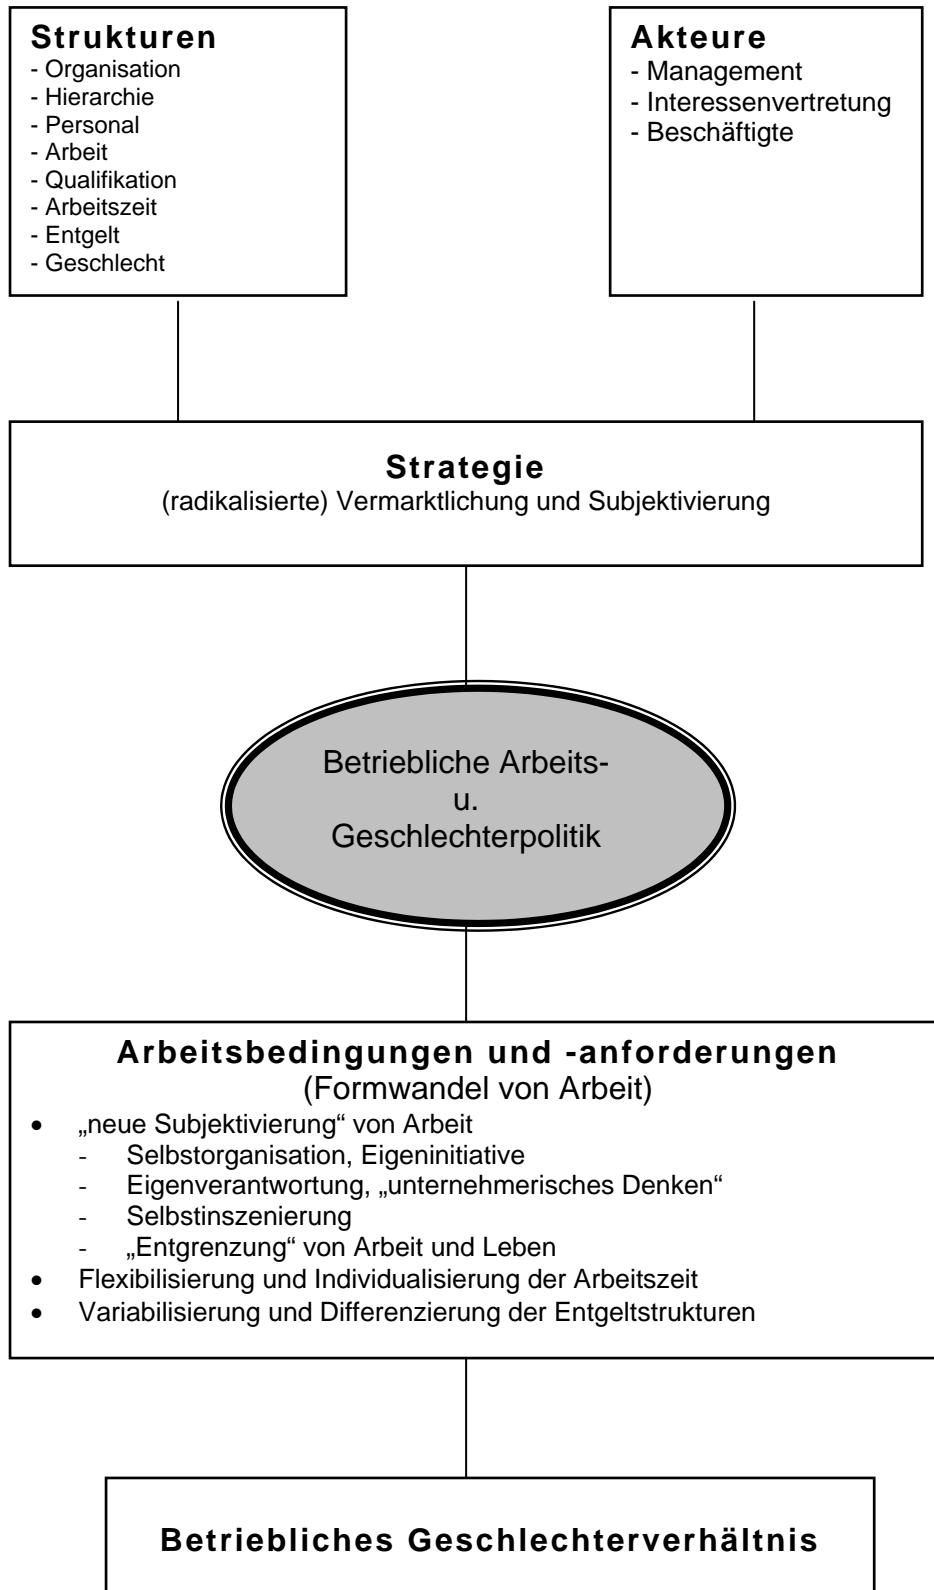 Strukturen
- Organisation
- Hierarchie
- Personal
- Arbeit
- Qualifikation
- Arbeitszeit
- Entgelt
- Geschlecht
Akteure
- Management
- Interessenvertretung
- Beschäftigte
Strategie
(radikalisierte) Vermarktlichung und Subjektivierung
Betriebliche Arbeits-
u.
Geschlechterpolitik
Arbeitsbedingungen und -anforderungen
(Formwandel von Arbeit)
• „neue Subjektivierung“ von Arbeit
- Selbstorganisation, Eigeninitiative
- Eigenverantwortung, „unternehmerisches Denken“
- Selbstinszenierung
- „Entgrenzung“ von Arbeit und Leben
• Flexibilisierung und Individualisierung der Arbeitszeit
• Variabilisierung und Differenzierung der Entgeltstrukturen
Betriebliches Geschlechterverhältnis